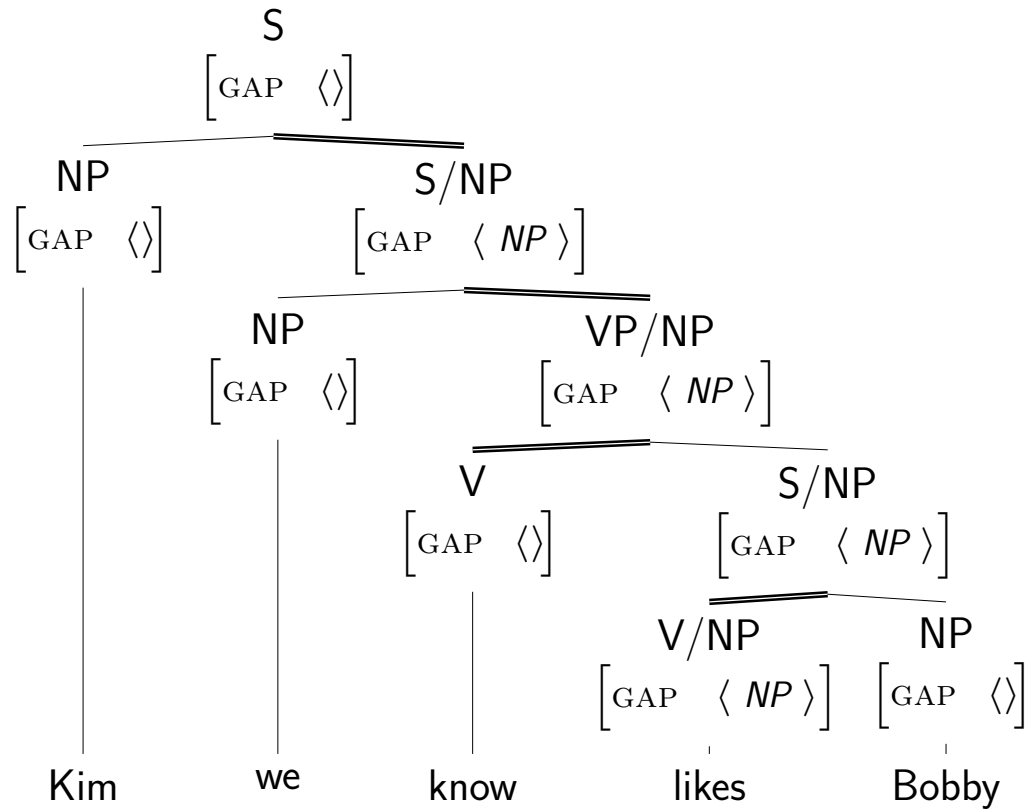 S
[GAP ⟨⟩]
NP S/NP
[GAP ⟨⟩] [GAP ⟨ NP ⟩]
NP VP/NP
[GAP ⟨⟩] [GAP ⟨ NP ⟩]
V S/NP
[GAP ⟨⟩] [GAP ⟨ NP ⟩]
V/NP NP
[GAP ⟨ NP ⟩] [GAP ⟨⟩]
Kim we know likes Bobby